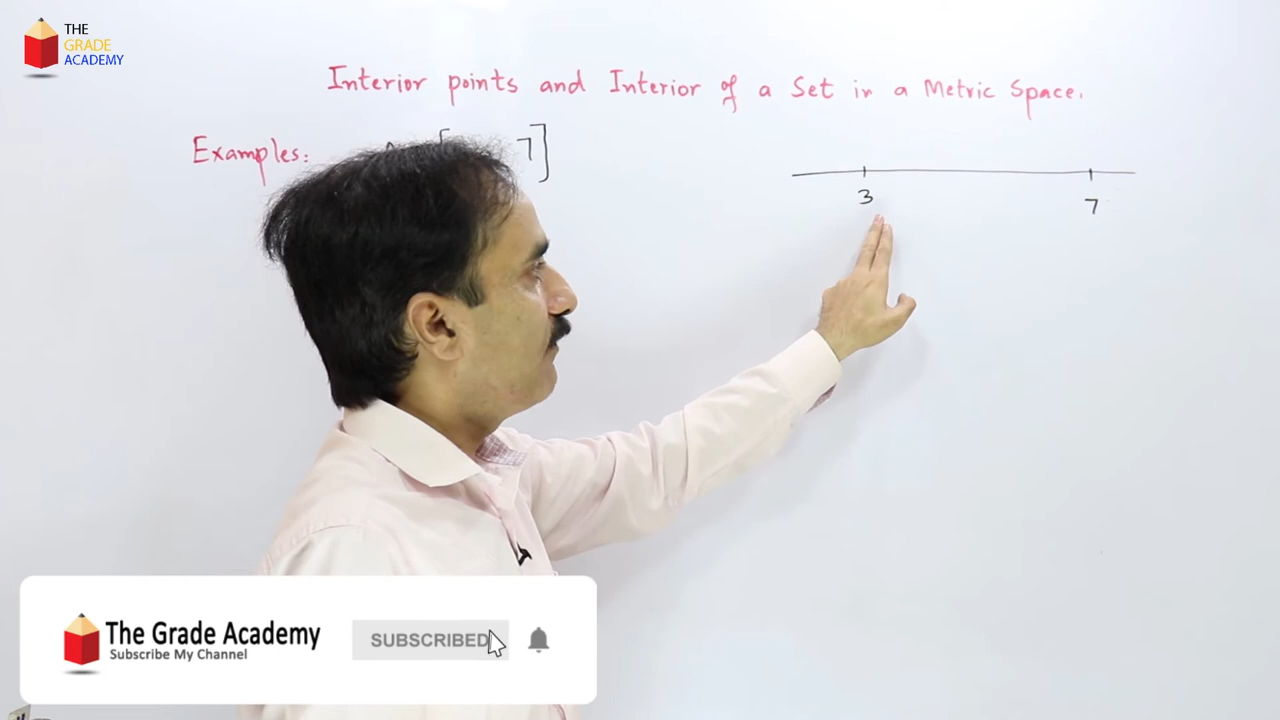 THE
GRADE
ACADEMY
Interior points and Interior of a Set in a Metric Space.
Examples: 7]
3
7
The Grade Academy
Subscribe My Channel
SUBSCRIBED